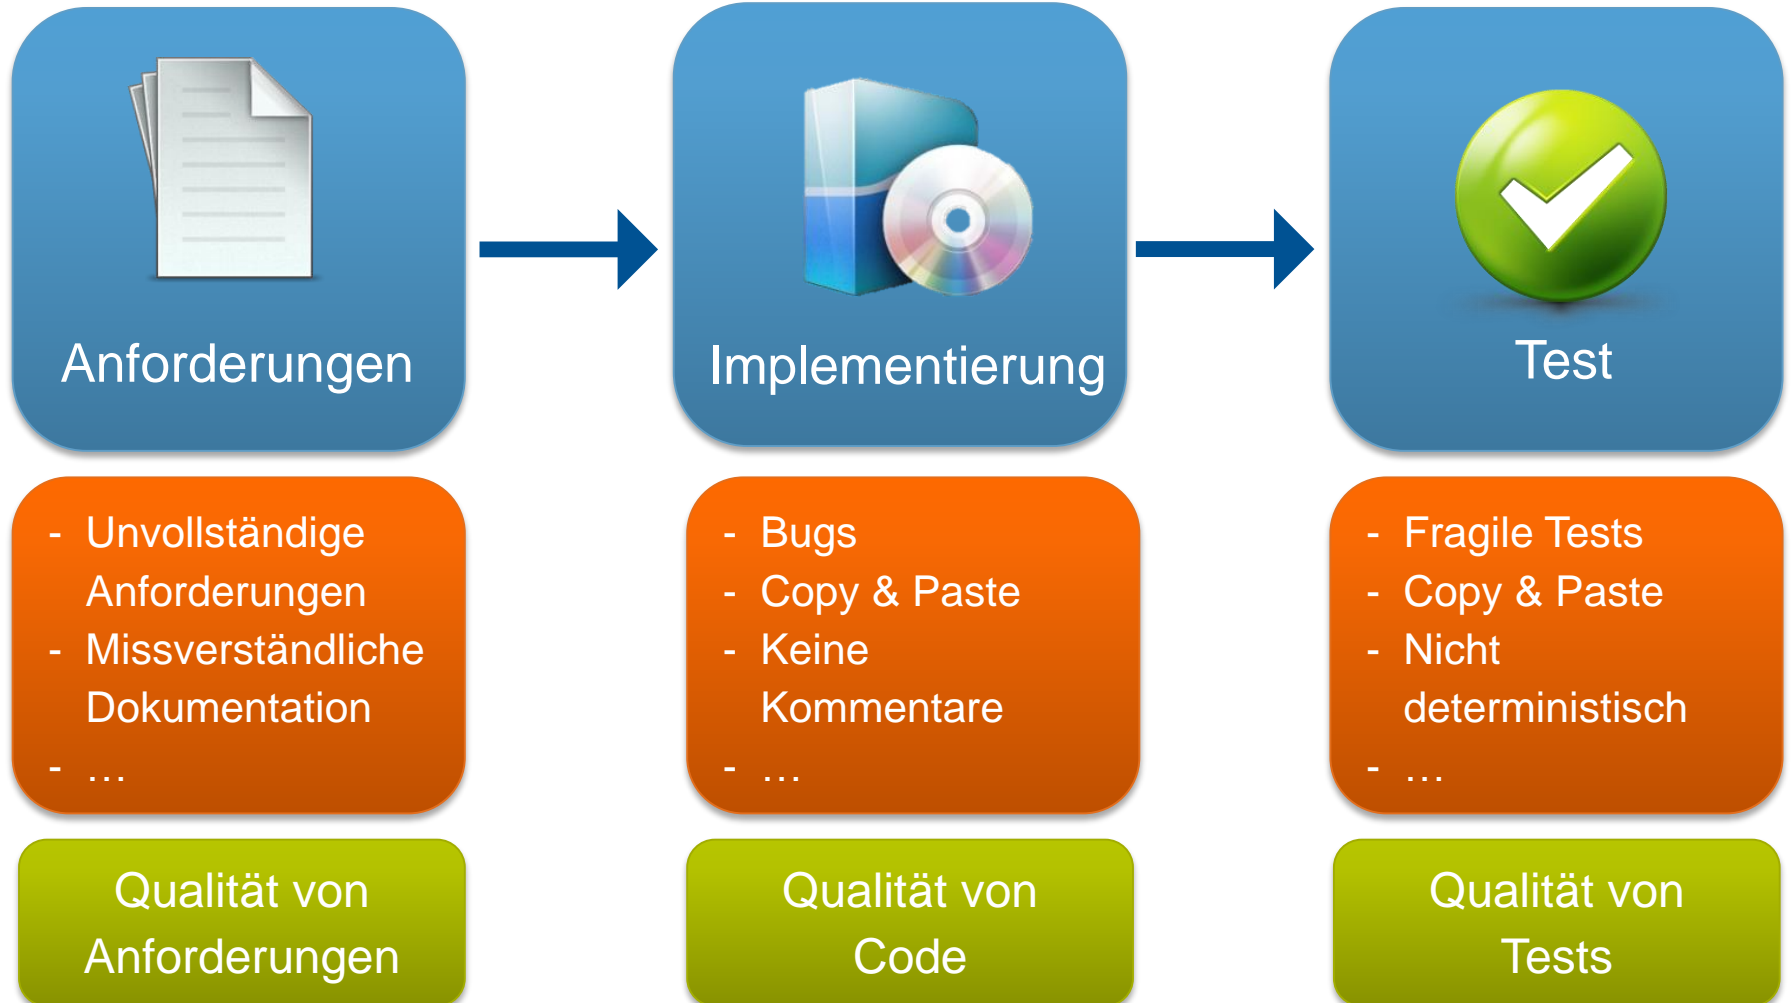 Anforderungen
Implementierung
Test
- Unvollständige
Anforderungen
- Missverständliche
Dokumentation
- …
- Bugs
- Copy & Paste
- Keine
Kommentare
- …
- Fragile Tests
- Copy & Paste
- Nicht
deterministisch
- …
Qualität von
Anforderungen
Qualität von
Code
Qualität von
Tests